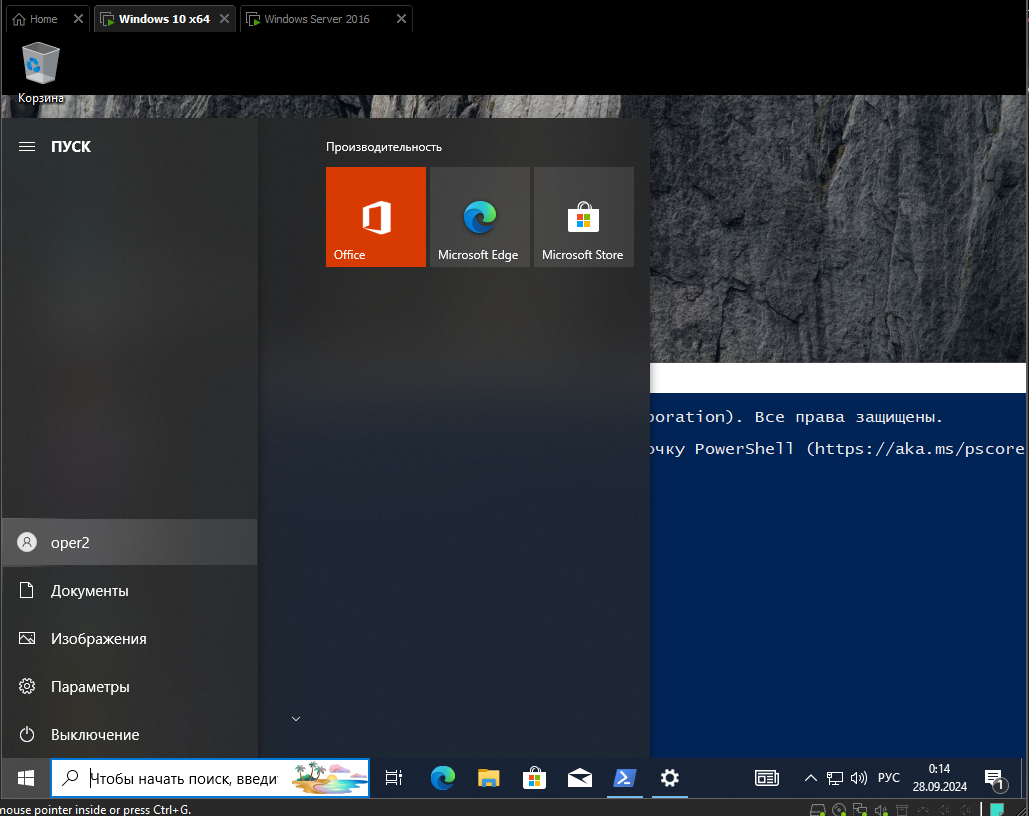 Home
Windows 10 x64
Windows Server 2016
Корзина
ПУСК
Производительность
Office
Microsoft Edge
Microsoft Store
oration). Все права защищены.
очку PowerShell (https://aka.ms/pscore
oper2
Документы
Изображения
Параметры
Выключение
Чтобы начать поиск, введи
РУС
0:14
28.09.2024
1
mouse pointer inside or press Ctrl+G.